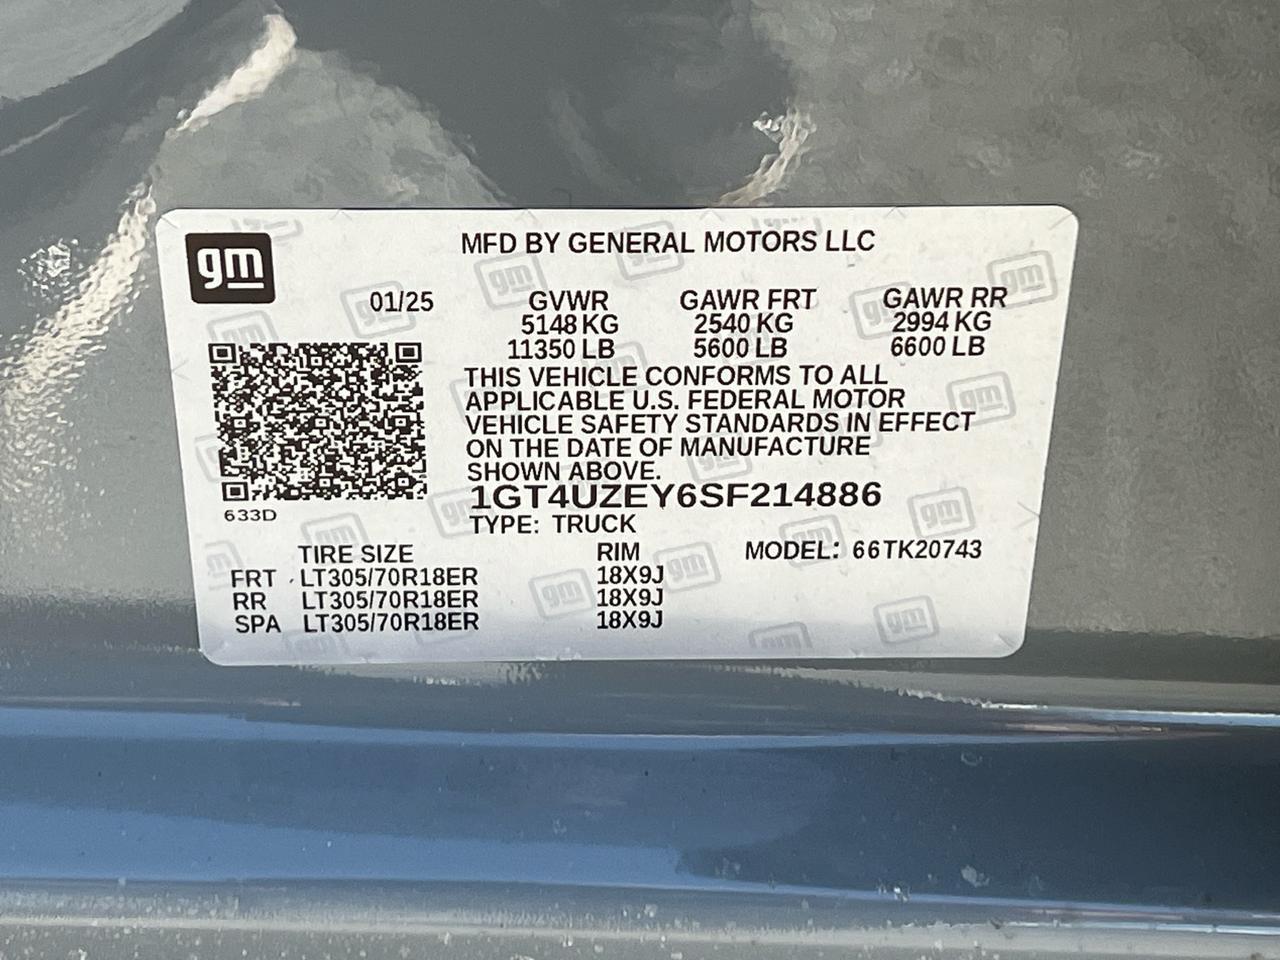 gm
MFD BY GENERAL MOTORS LLC
01/25
GVWR GAWR FRT GAWR RR
5148 KG 2540 KG 2994 KG
11350 LB 5600 LB 6600 LB
THIS VEHICLE CONFORMS TO ALL
APPLICABLE U.S. FEDERAL MOTOR
VEHICLE SAFETY STANDARDS IN EFFECT
ON THE DATE OF MANUFACTURE
SHOWN ABOVE.
1GT4UZEY6SF214886
633D
TYPE: TRUCK
TIRE SIZE RIM MODEL: 66TK20743
FRT LT305/70R18ER 18X9J
RR LT305/70R18ER 18X9J
SPA LT305/70R18ER 18X9J